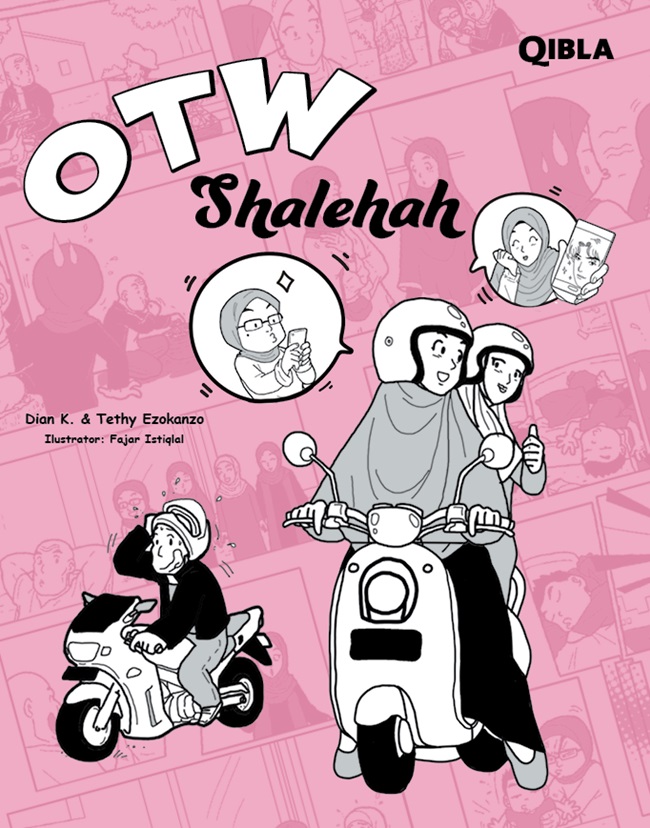 QIBLA
OTW
Shalehah
Dian K. & Tethy Ezokanzo
Ilustrator: Fajar Istiqlal